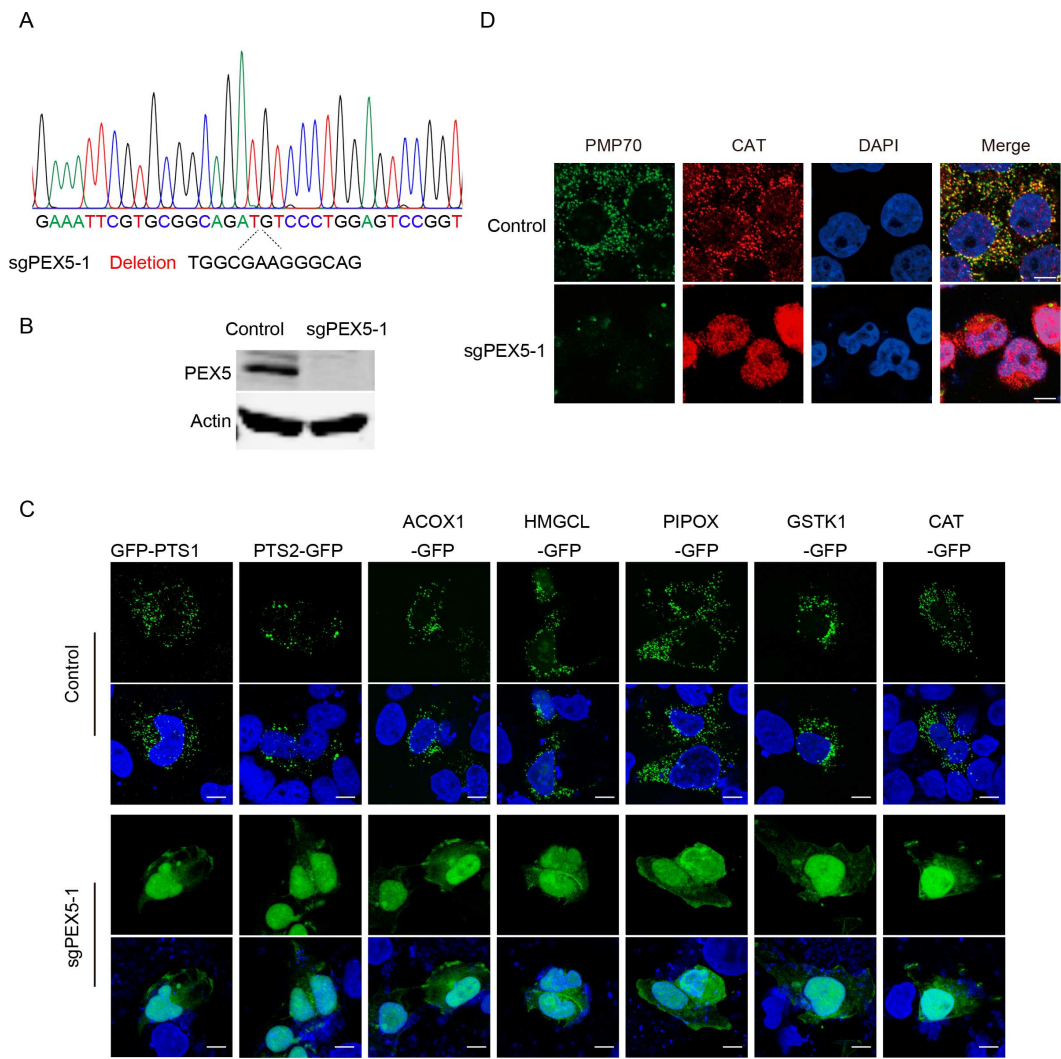 A
GAAATTCGTGCGGCAGATGTCCCTGGAGTCCGGT
sgPEX5-1 Deletion TGGCGAAGGGCAG
B
Control sgPEX5-1
PEX5
Actin
D
PMP70 CAT DAPI Merge
Control
sgPEX5-1
C
GFP-PTS1 PTS2-GFP ACOX1 HMGCL PIPOX GSTK1 CAT
-GFP -GFP -GFP -GFP -GFP
Control
sgPEX5-1